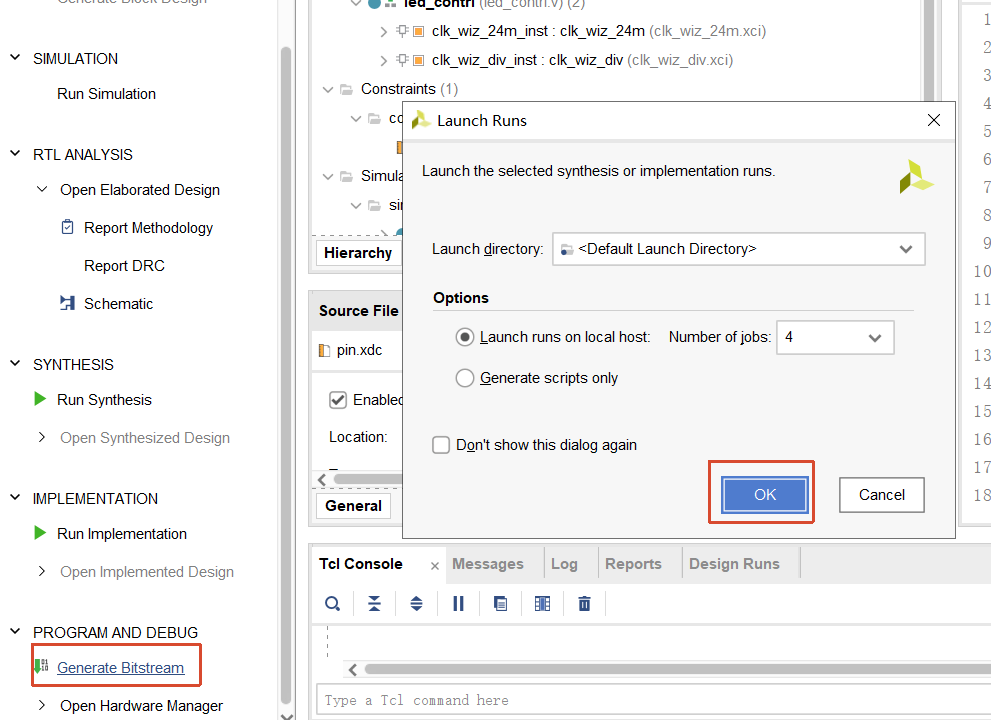 Generate Block Design
SIMULATION
Run Simulation
RTL ANALYSIS
Open Elaborated Design
Report Methodology
Report DRC
Schematic
SYNTHESIS
Run Synthesis
Open Synthesized Design
IMPLEMENTATION
Run Implementation
Open Implemented Design
PROGRAM AND DEBUG
Generate Bitstream
Open Hardware Manager
led_contrl (led_contrl.v) (2)
clk_wiz_24m_inst : clk_wiz_24m (clk_wiz_24m.xci)
clk_wiz_div_inst : clk_wiz_div (clk_wiz_div.xci)
Constraints (1)
Hierarchy
Source File
pin.xdc
Enabled
Location:
General
Launch Runs
Launch the selected synthesis or implementation runs.
Launch directory: <Default Launch Directory>
Options
Launch runs on local host: Number of jobs: 4
Generate scripts only
Don't show this dialog again
OK Cancel
Tcl Console Messages Log Reports Design Runs
Type a Tcl command here
1
2
3
4
5
6
7
8
9
10
11
12
13
14
15
16
17
18